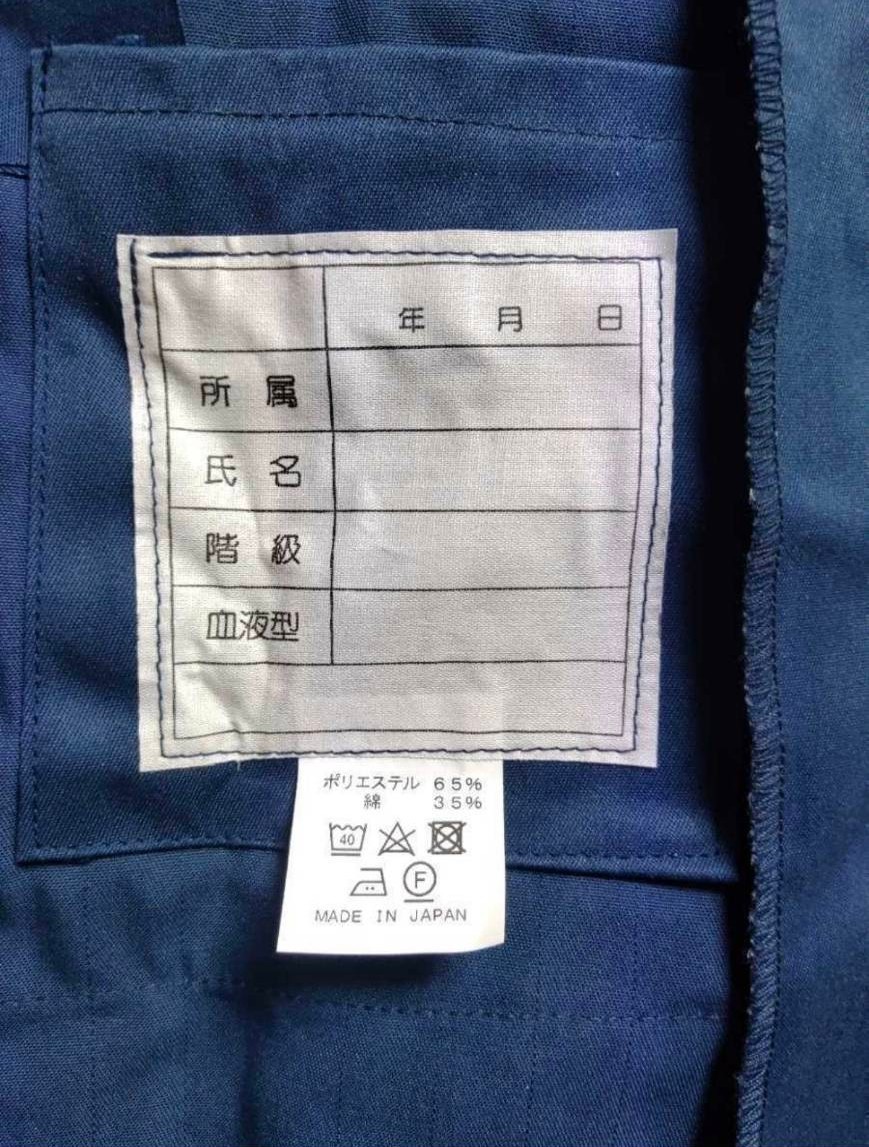 年 月 日
所属
氏名
階級
血液型
ポリエステル 65%
綿 35%
40
F
MADE IN JAPAN